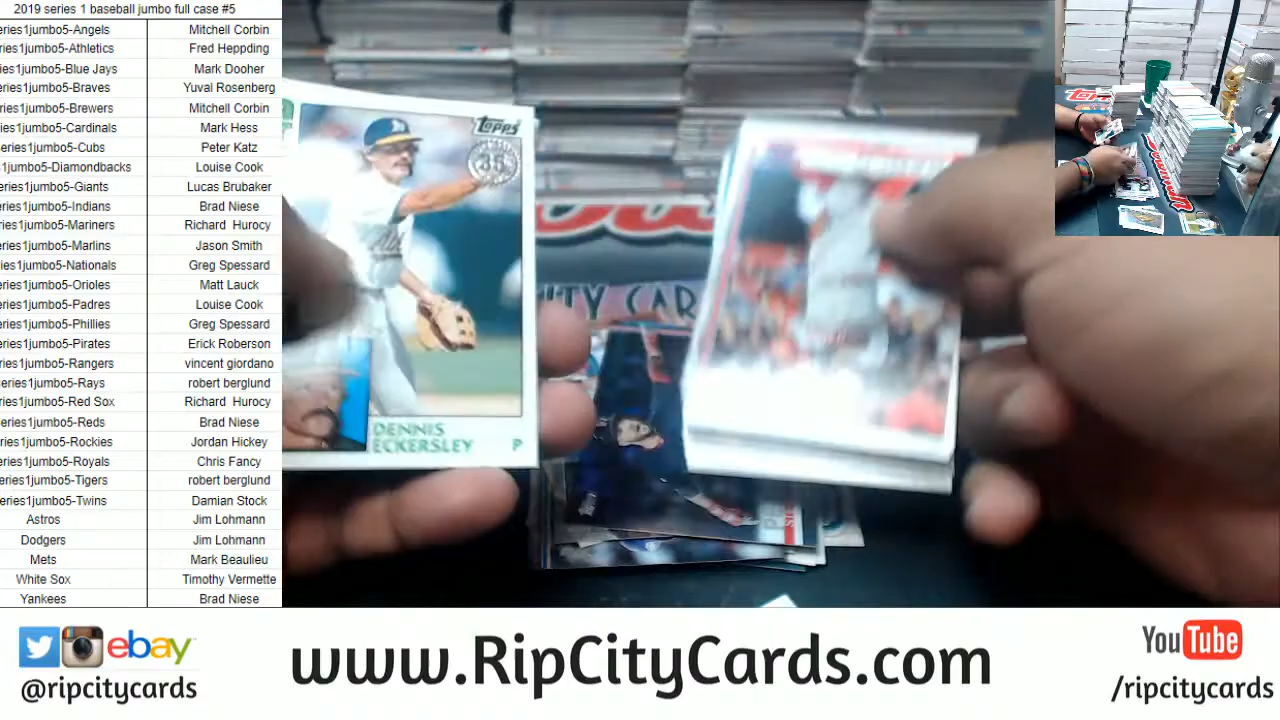 2019 series 1 baseball jumbo full case #5
eries1jumbo5-Angels Mitchell Corbin
eries1jumbo5-Athletics Fred Heppding
ies1jumbo5-Blue Jays Mark Dooher
eries1jumbo5-Braves Yuval Rosenberg
eries1jumbo5-Brewers Mitchell Corbin
eries1jumbo5-Cardinals Mark Hess
eries1jumbo5-Cubs Peter Katz
1jumbo5-Diamondbacks Louise Cook
eries1jumbo5-Giants Lucas Brubaker
eries1jumbo5-Indians Brad Niese
eries1jumbo5-Mariners Richard Hurocy
eries1jumbo5-Marlins Jason Smith
eries1jumbo5-Nationals Greg Spessard
eries1jumbo5-Orioles Matt Lauck
eries1jumbo5-Padres Louise Cook
eries1jumbo5-Phillies Greg Spessard
eries1jumbo5-Pirates Erick Roberson
eries1jumbo5-Rangers vincent giordano
series1jumbo5-Rays robert berglund
ries1jumbo5-Red Sox Richard Hurocy
eries1jumbo5-Reds Brad Niese
eries1jumbo5-Rockies Jordan Hickey
eries1jumbo5-Royals Chris Fancy
eries1jumbo5-Tigers robert berglund
eries1jumbo5-Twins Damian Stock
Astros Jim Lohmann
Dodgers Jim Lohmann
Mets Mark Beaulieu
White Sox Timothy Vermette
Yankees Brad Niese
Topps
35
DENNIS
ECKERSLEY P
ITY CAR
ebay
@ripcitycards
www.RipCityCards.com
YouTube
/ripcitycards